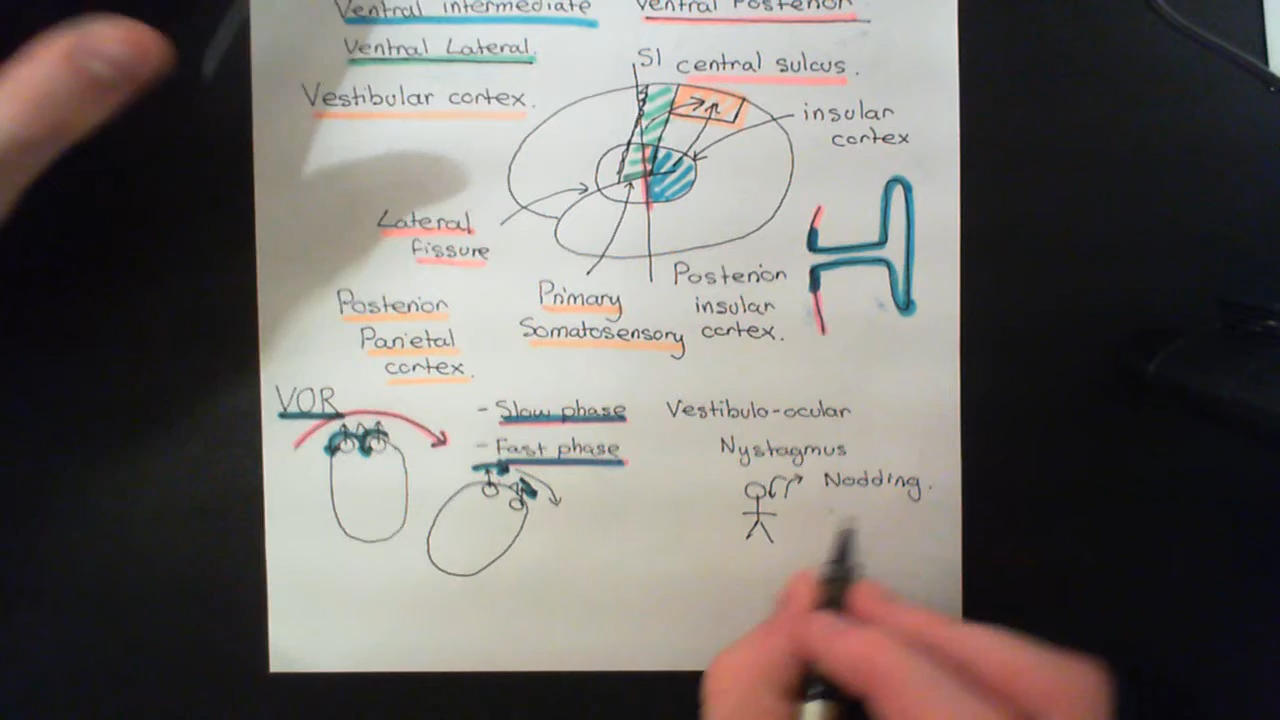 Ventral intermediate
Ventral Posterior
Ventral Lateral.
SI central sulcus.
Vestibular cortex.
insular
cortex
Lateral
fissure
Posterior
Parietal
cortex.
Primary
Somatosensory
Posterior
insular
cortex.
VOR
- Slow phase
- Fast phase
Vestibulo-ocular
Nystagmus
Nodding.